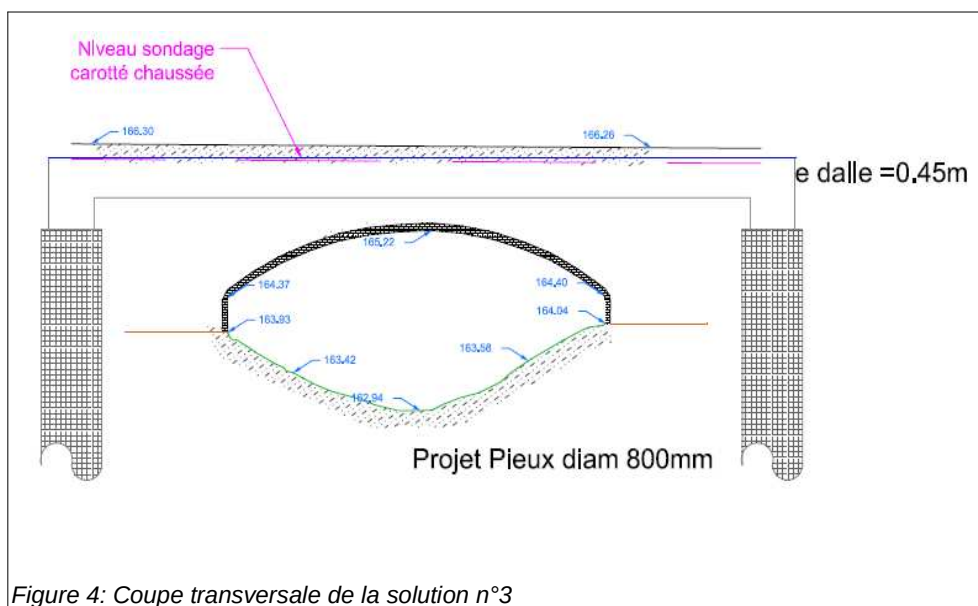 Niveau sondage
carotté chaussée
166.30
166.26
e dalle =0.45m
165.22
164.37
164.40
163.93
164.04
163.42
163.58
162.94
Projet Pieux diam 800mm
Figure 4: Coupe transversale de la solution n°3